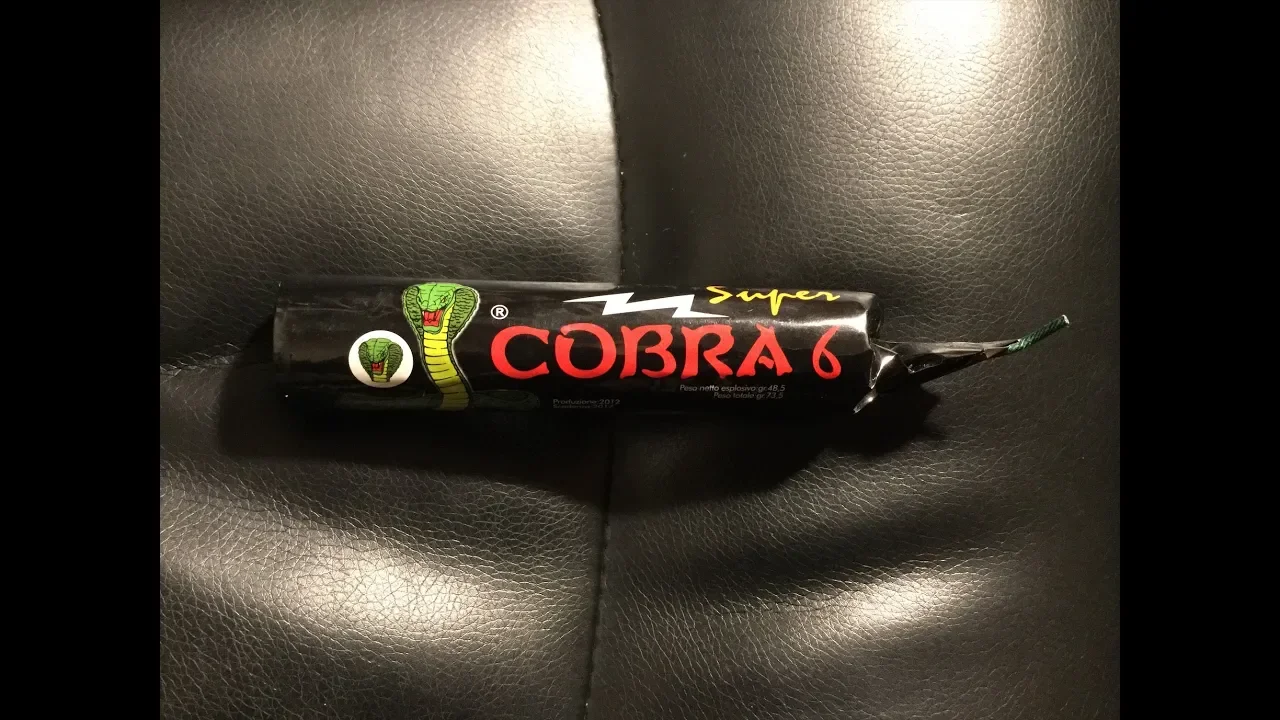 ®
Super
COBRA 6
Peso netto esplosivo: gr.48,5
Peso totale gr.73,5
Produzione 2012